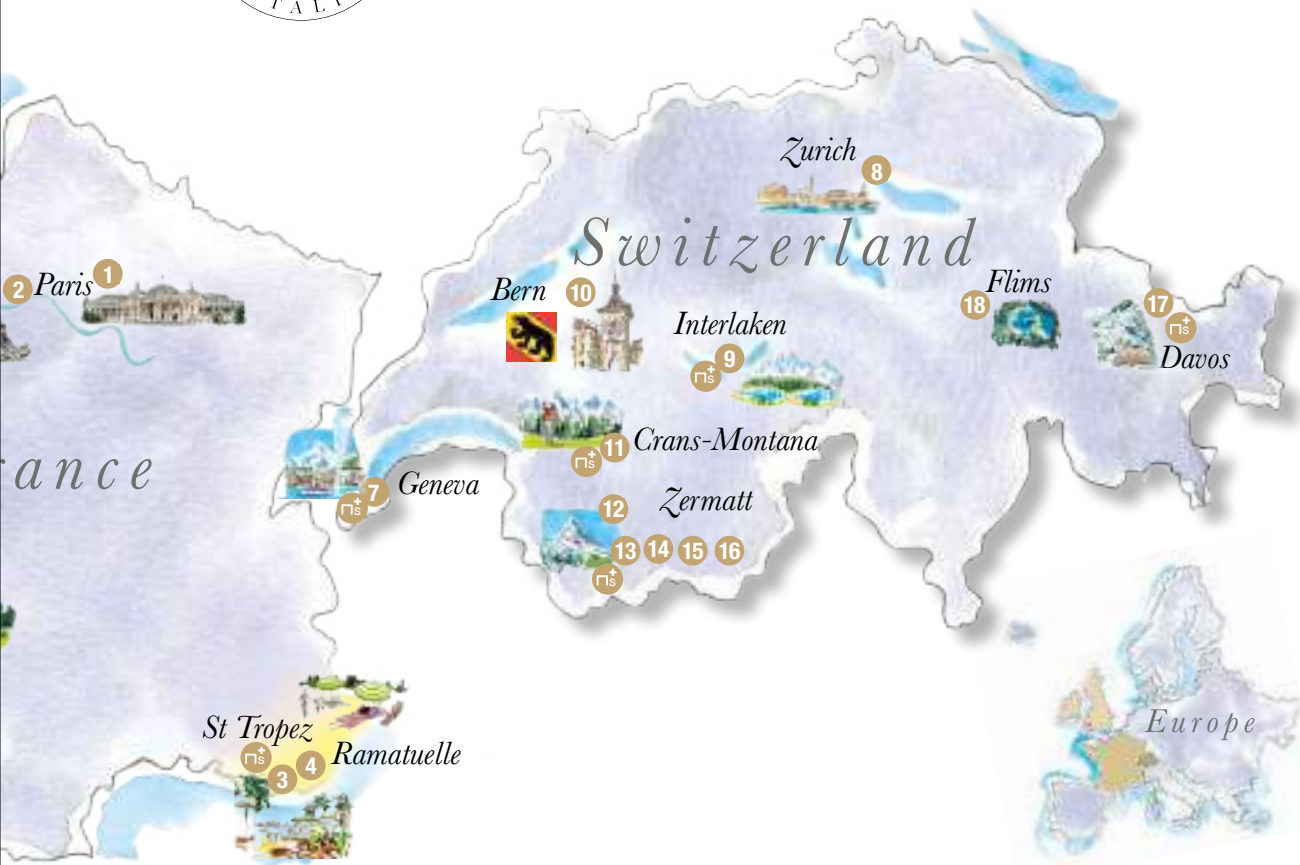 Zurich
8
Switzerland
1
2 Paris
Bern
10
Flims
18
17
S
Davos
Interlaken
9
S
11
Crans-Montana
S
7
Geneva
S
12
Zermatt
13
14
15
16
S
St Tropez
S
3
4
Ramatuelle
Europe